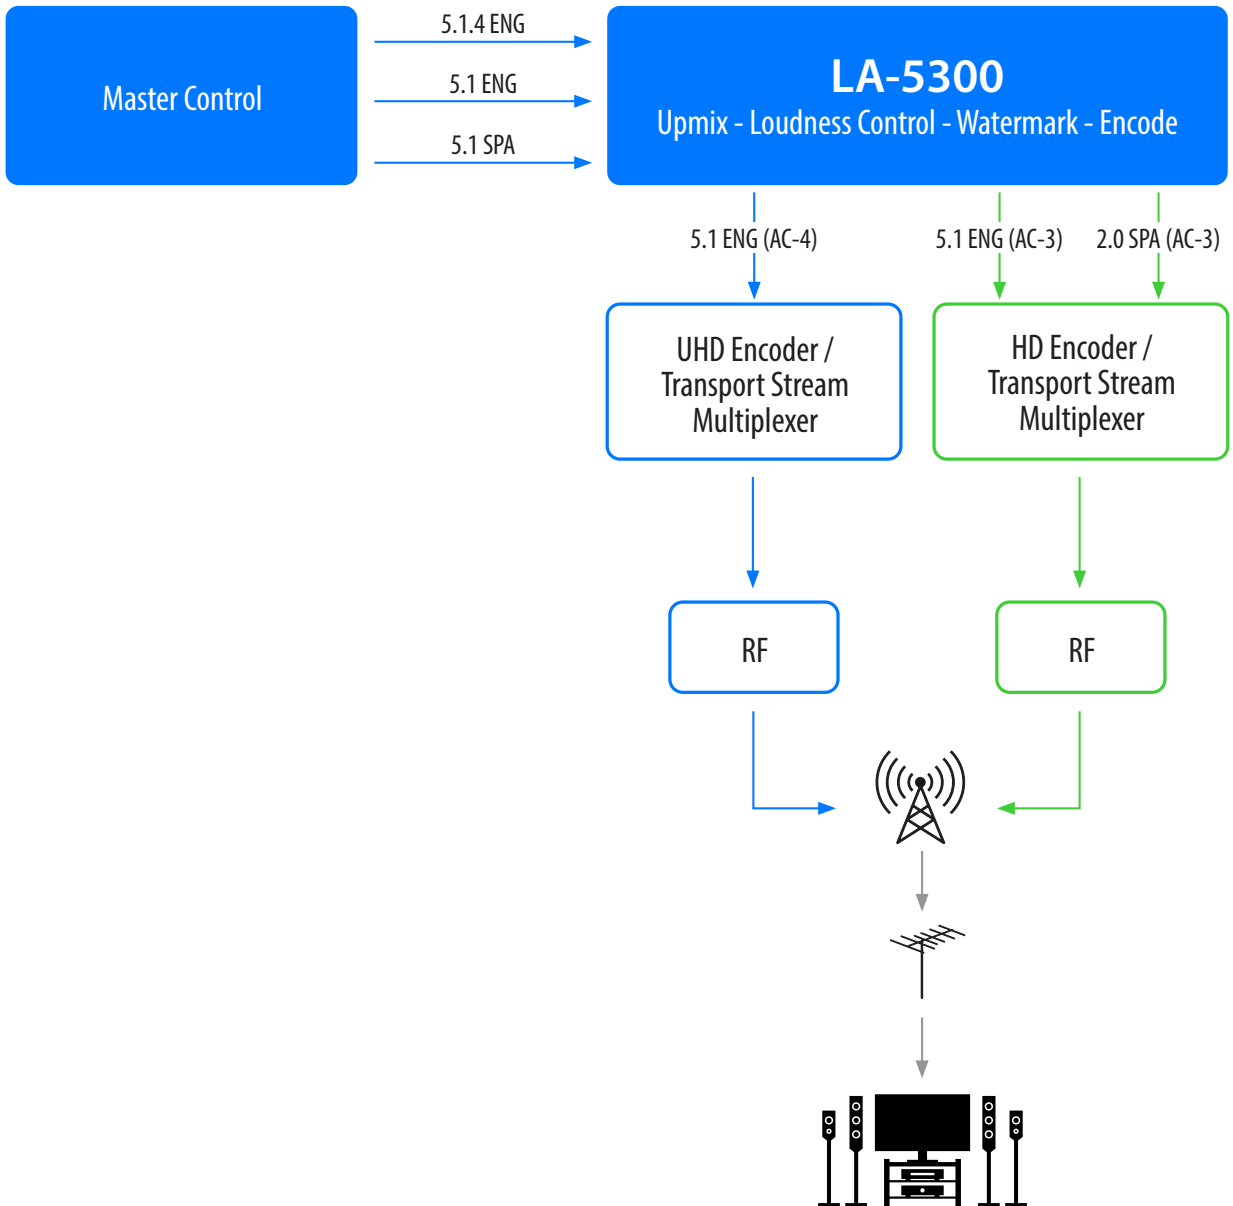 Master Control
5.1.4 ENG
5.1 ENG
5.1 SPA
LA-5300
Upmix - Loudness Control - Watermark - Encode
5.1 ENG (AC-4)
5.1 ENG (AC-3)
2.0 SPA (AC-3)
UHD Encoder /
Transport Stream
Multiplexer
HD Encoder /
Transport Stream
Multiplexer
RF
RF